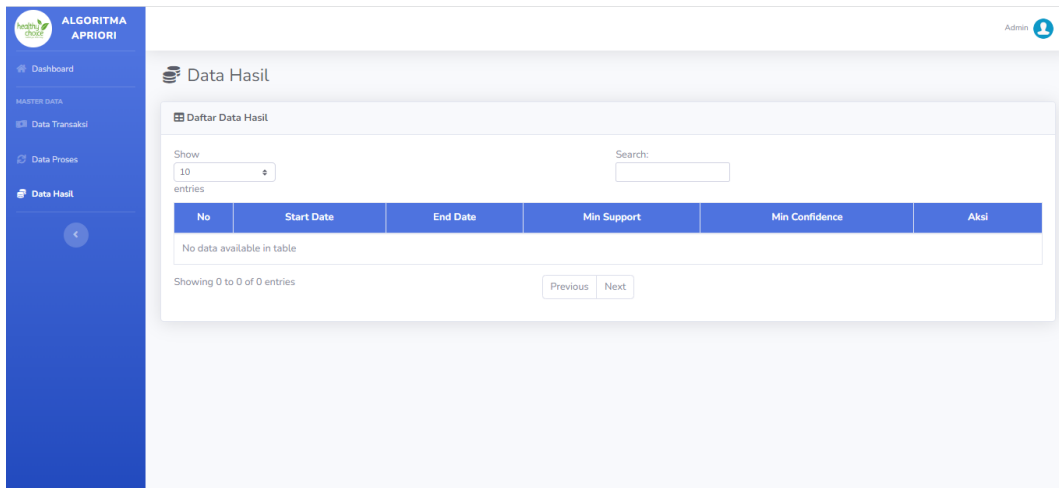 healthy choice
ALGORITMA
APRIORI
Admin
Dashboard
MASTER DATA
Data Transaksi
Data Proses
Data Hasil
Data Hasil
Daftar Data Hasil
Show
10
entries
Search:
No Start Date End Date Min Support Min Confidence Aksi
No data available in table
Showing 0 to 0 of 0 entries
Previous Next